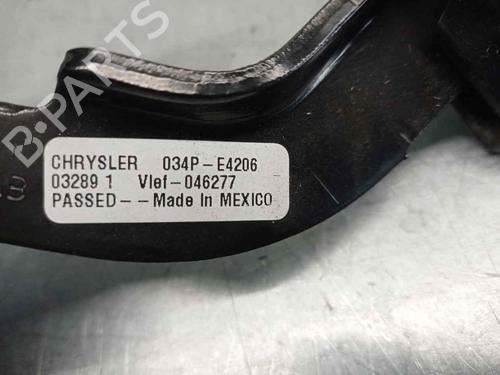 B-PARTS
CHRYSLER 034P-E4206
03289 1 Vlef-046277
PASSED-- Made In MEXICO